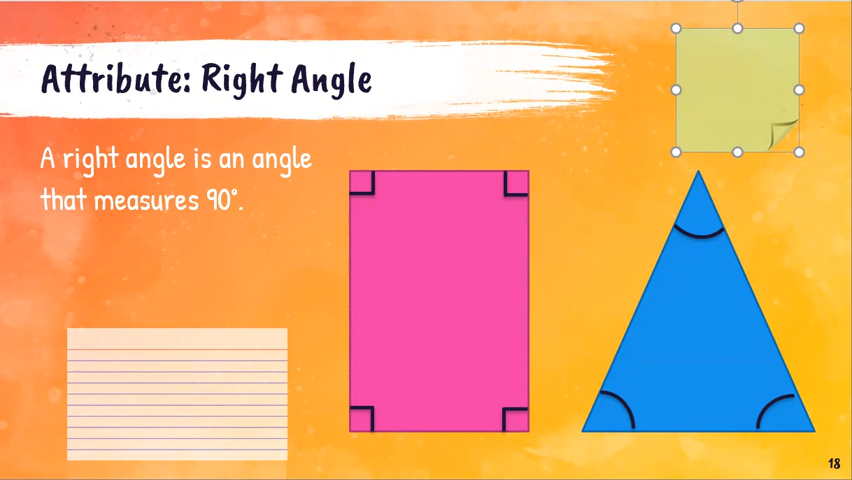 Attribute: Right Angle
A right angle is an angle
that measures 90°.
18